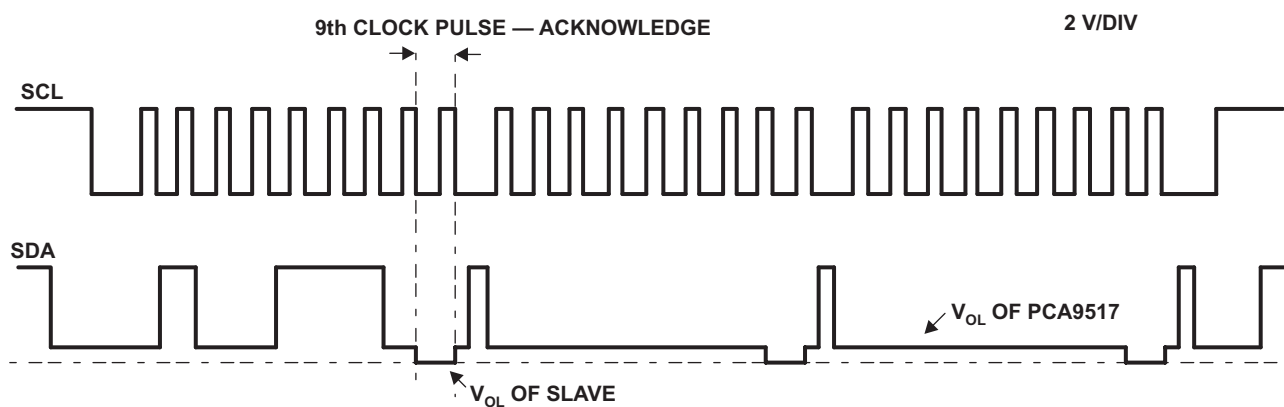 9th CLOCK PULSE — ACKNOWLEDGE
2 V/DIV
SCL
SDA
VOL OF PCA9517
VOL OF SLAVE